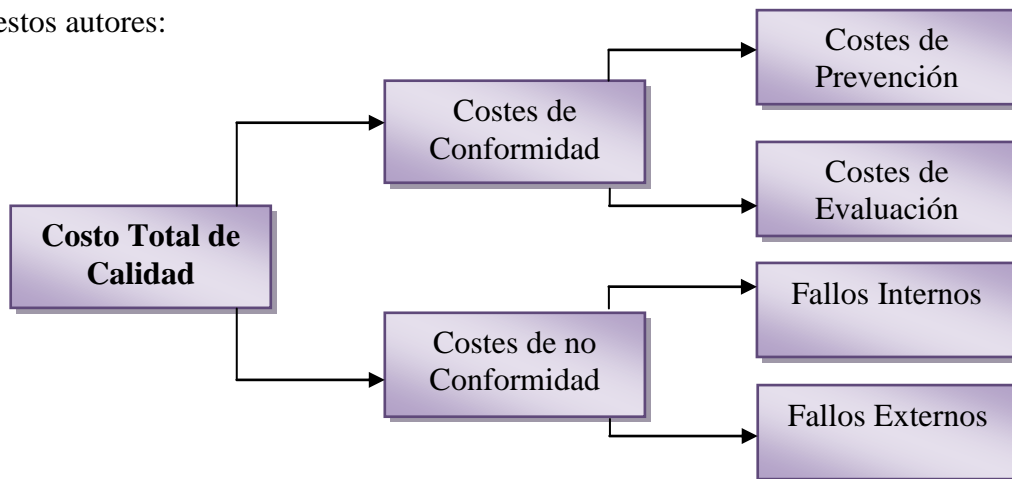 estos autores:
Costes de
Prevención
Costes de
Conformidad
Costes de
Evaluación
Costo Total de
Calidad
Fallos Internos
Costes de no
Conformidad
Fallos Externos